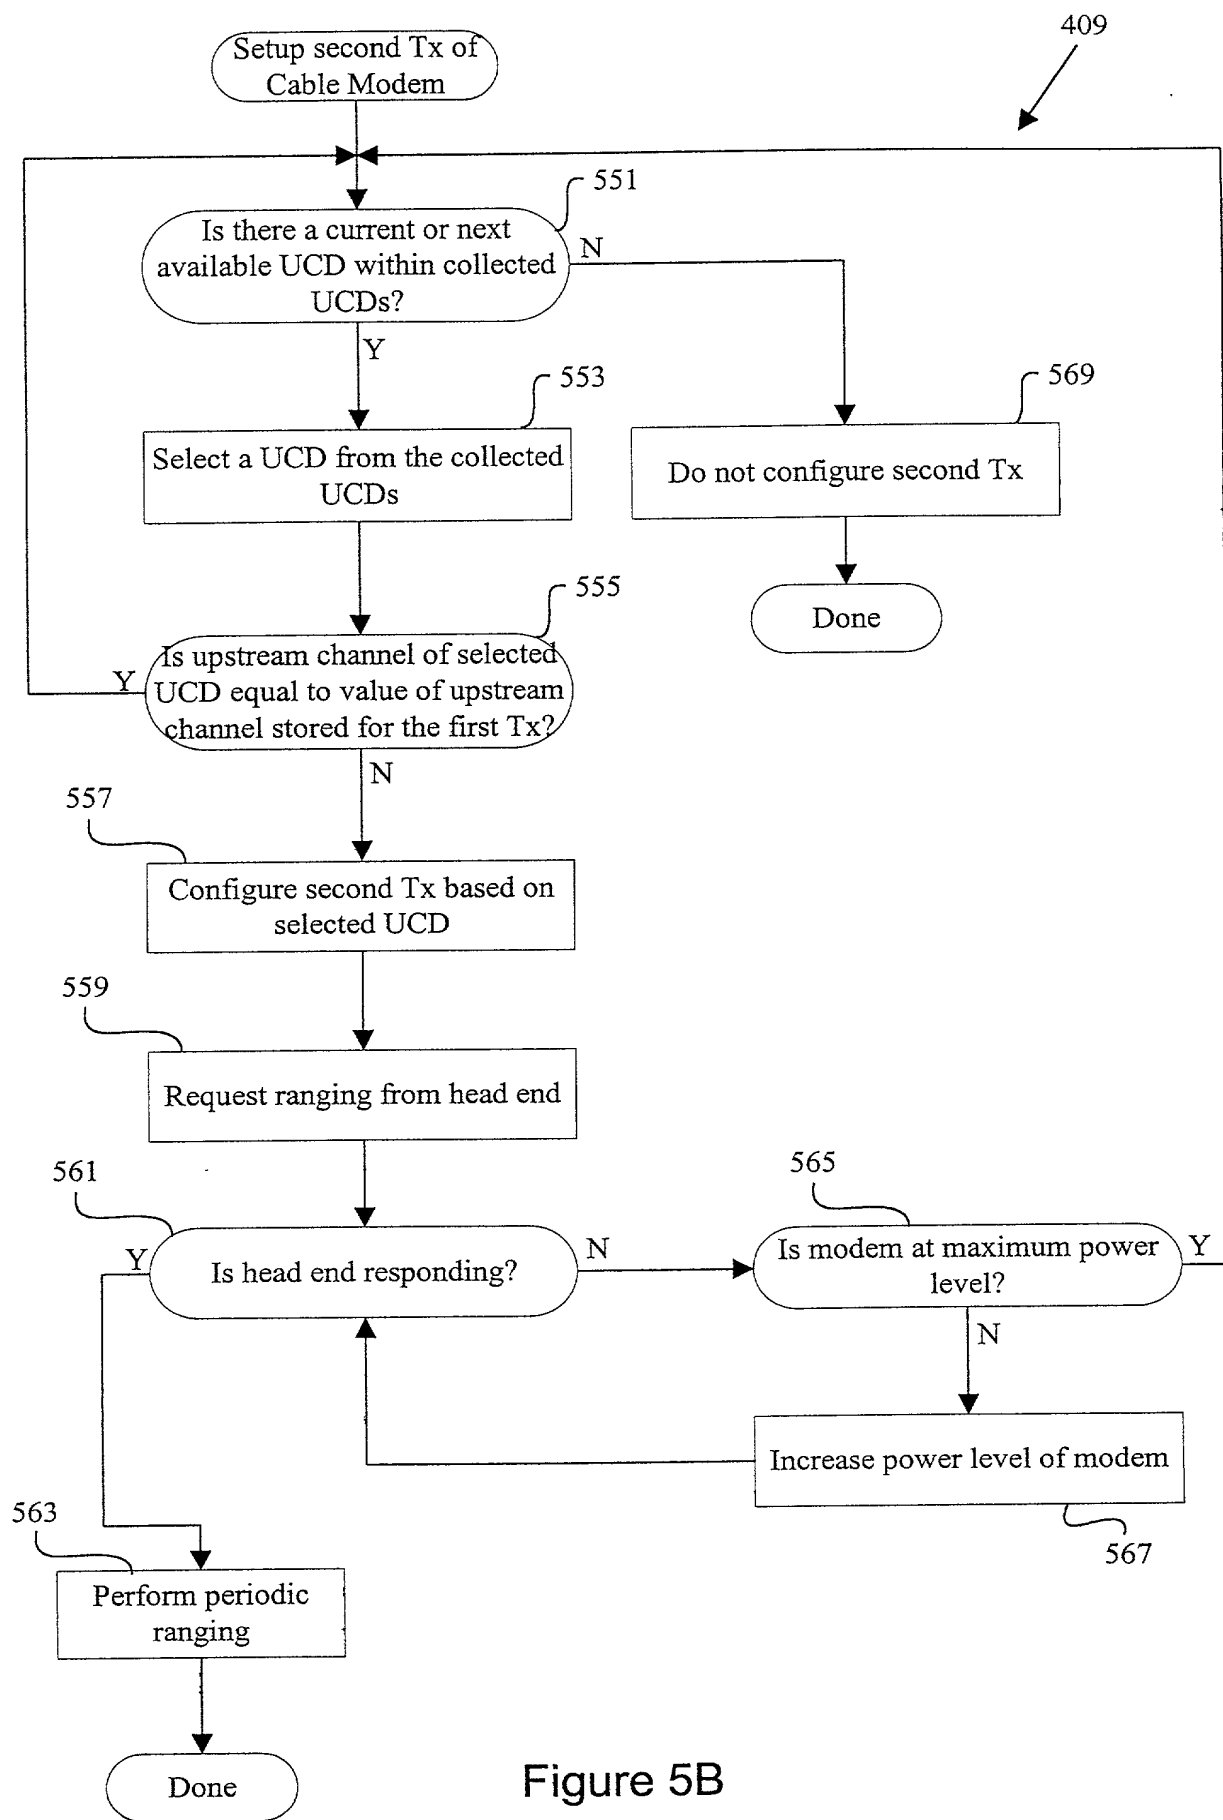 409
Setup second Tx of
Cable Modem
551
Is there a current or next
available UCD within collected
UCDs?
N
Y
553
Select a UCD from the collected
UCDs
569
Do not configure second Tx
Done
555
Is upstream channel of selected
UCD equal to value of upstream
channel stored for the first Tx?
Y
N
557
Configure second Tx based on
selected UCD
559
Request ranging from head end
561
Is head end responding?
Y
N
565
Is modem at maximum power
level?
Y
N
Increase power level of modem
567
563
Perform periodic
ranging
Done
Figure 5B